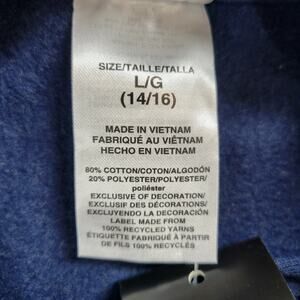 SIZE/TAILLE/TALLA
L/G
(14/16)
MADE IN VIETNAM
FABRIQUÉ AU VIÊTNAM
HECHO EN VIETNAM
80% COTTON/COTON/ALGODÓN
20% POLYESTER/POLYESTER/
poliéster
EXCLUSIVE OF DECORATION/
EXCLUSIF DES DÉCORATIONS/
EXCLUYENDO LA DECORACIÓN
LABEL MADE FROM
100% RECYCLED YARNS
ÉTIQUETTE FABRIQUÉ À PARTIR
DE FILS 100% RECYCLÉS